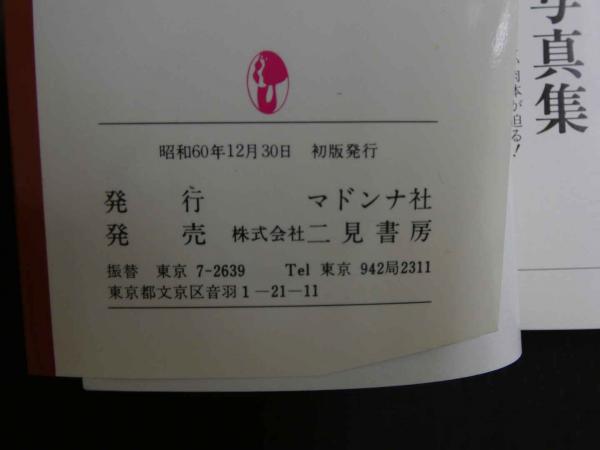 昭和60年12月30日 初版発行
発行 マドンナ社
発売 株式会社二見書房
振替 東京 7-2639 Tel 東京 942局2311
東京都文京区音羽1―21―11
写真集
肉体が迫る!